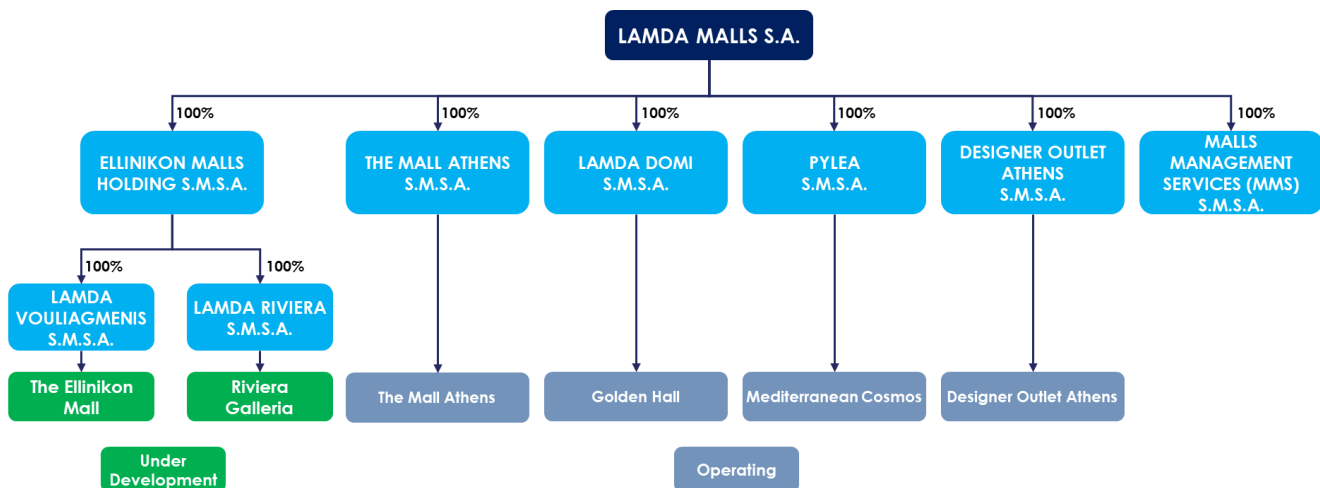 LAMDA MALLS S.A.
100%
100%
100%
100%
100%
100%
ELLINIKON MALLS
HOLDING S.M.S.A.
THE MALL ATHENS
S.M.S.A.
LAMDA DOMI
S.M.S.A.
PYLEA
S.M.S.A.
DESIGNER OUTLET
ATHENS
S.M.S.A.
MALLS
MANAGEMENT
SERVICES (MMS)
S.M.S.A.
100%
100%
LAMDA
VOULIAGMENIS
S.M.S.A.
LAMDA RIVIERA
S.M.S.A.
The Ellinikon
Mall
Riviera
Galleria
The Mall Athens
Golden Hall
Mediterranean Cosmos
Designer Outlet Athens
Under
Development
Operating